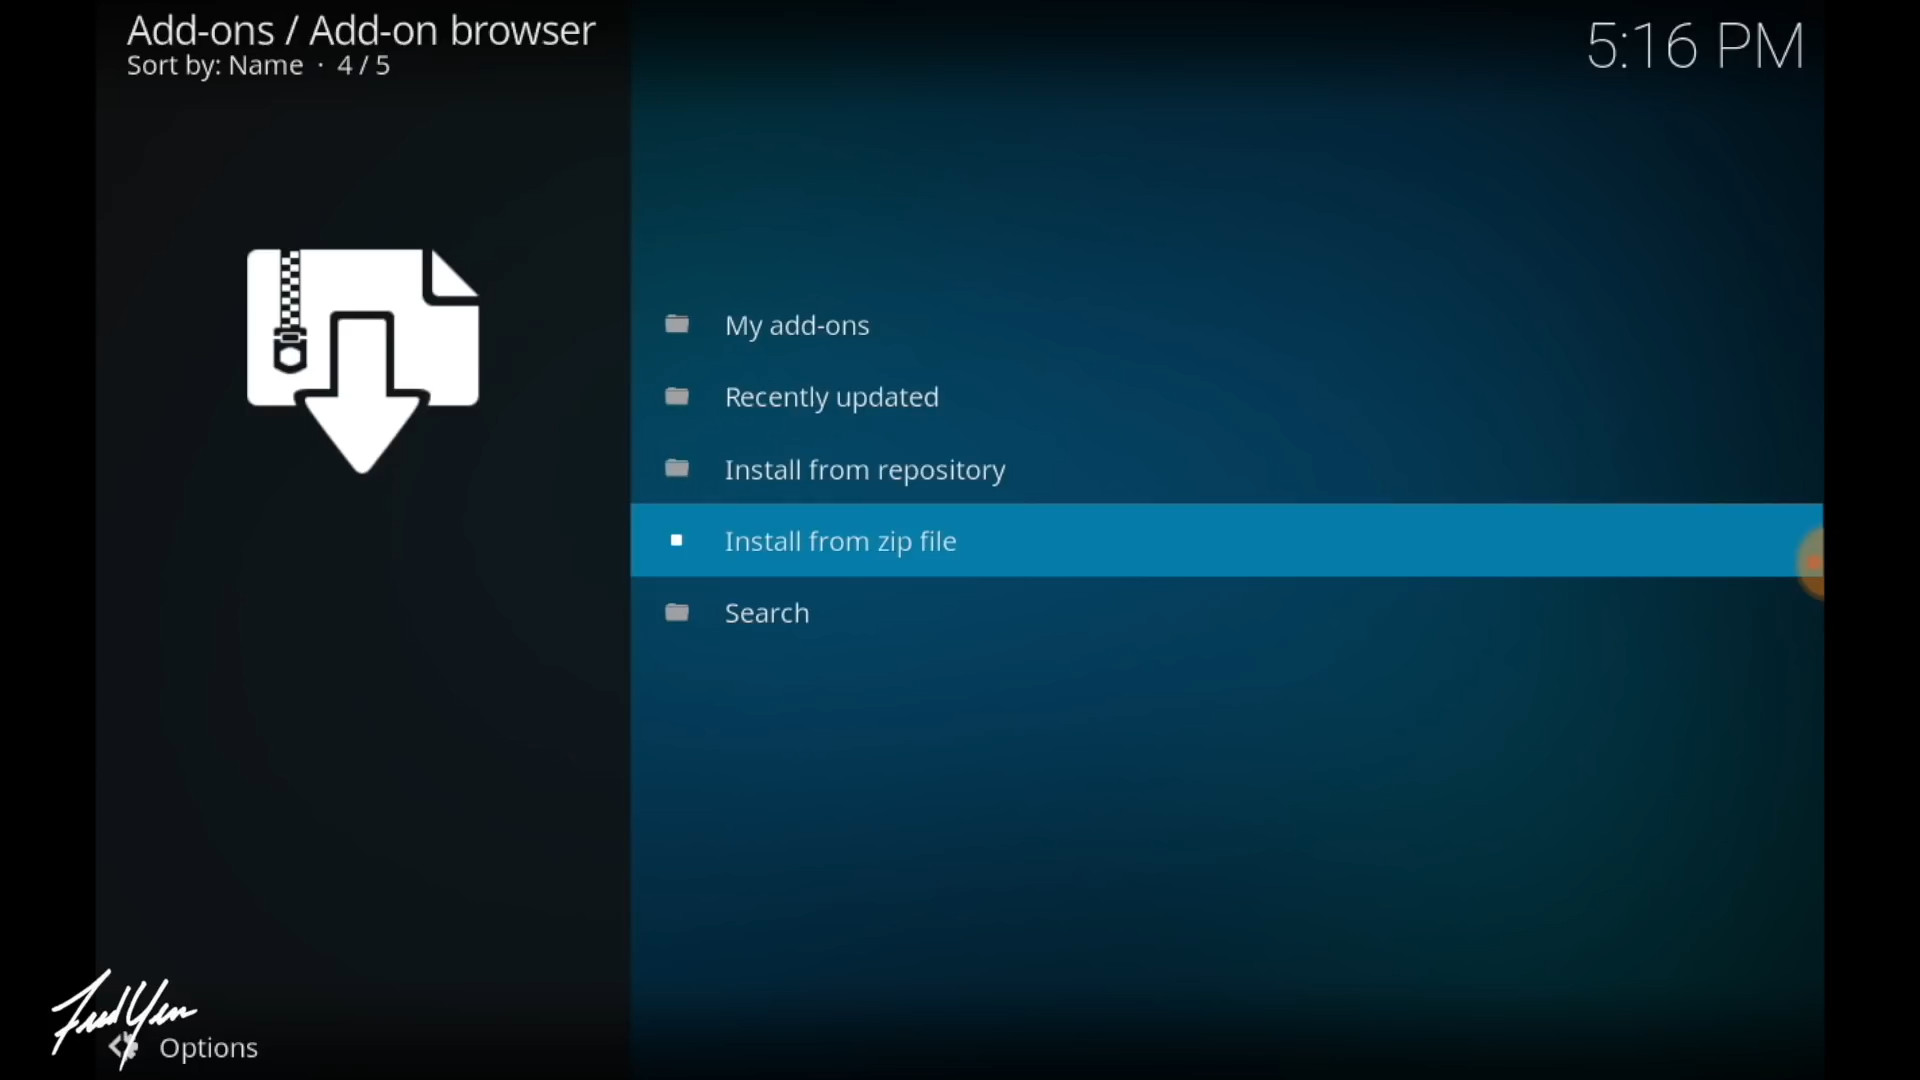 Add-ons / Add-on browser
Sort by: Name · 4 / 5
5:16 PM
My add-ons
Recently updated
Install from repository
Install from zip file
Search
Options